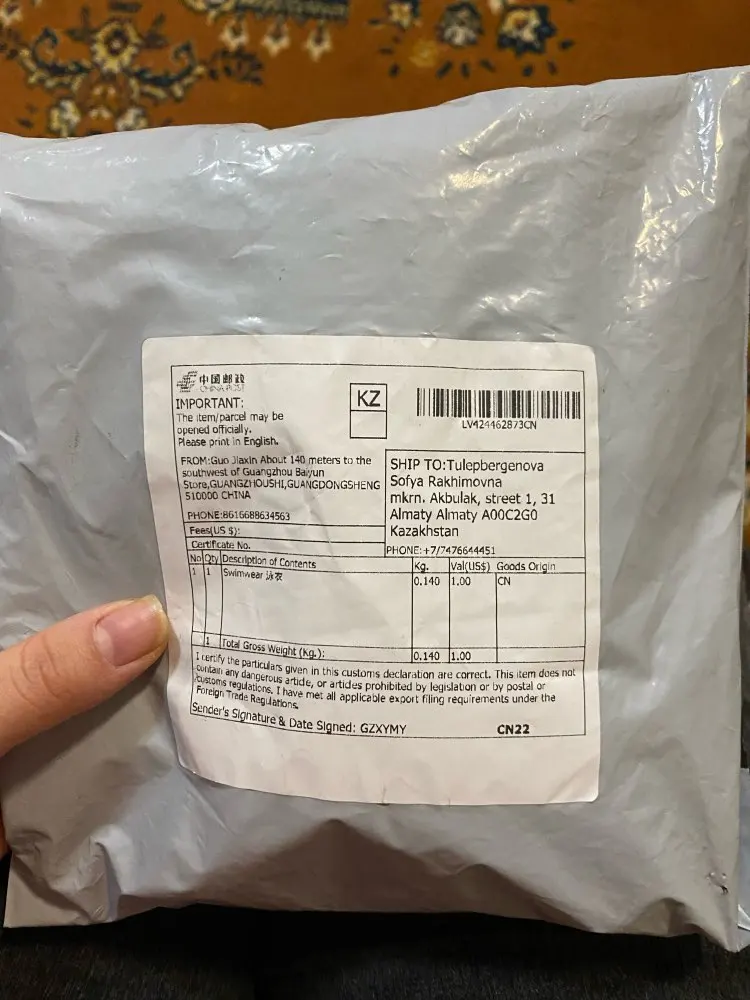 中国邮政
CHINA POST
IMPORTANT:
The item/parcel may be
opened officially.
Please print in English.
KZ
LV424462873CN
FROM:Guo Jiaxin About 140 meters to the
southwest of Guangzhou Baiyun
Store,GUANGZHOUSHI,GUANGDONGSHENG
510000 CHINA
PHONE:8616688634563
SHIP TO:Tulepbergenova
Sofya Rakhimovna
mkrn. Akbulak, street 1, 31
Almaty Almaty A00C2G0
Kazakhstan
PHONE:+7/7476644451
Fees(US $):
Certificate No.
No Qty Description of Contents Kg. Val(US$) Goods Origin
1 1 Swimwear 泳衣 0.140 1.00 CN
1 Total Gross Weight (Kg.): 0.140 1.00
I certify the particulars given in this customs declaration are correct. This item does not
contain any dangerous article, or articles prohibited by legislation or by postal or
customs regulations. I have met all applicable export filing requirements under the
Foreign Trade Regulations.
Sender's Signature & Date Signed: GZXYMY CN22